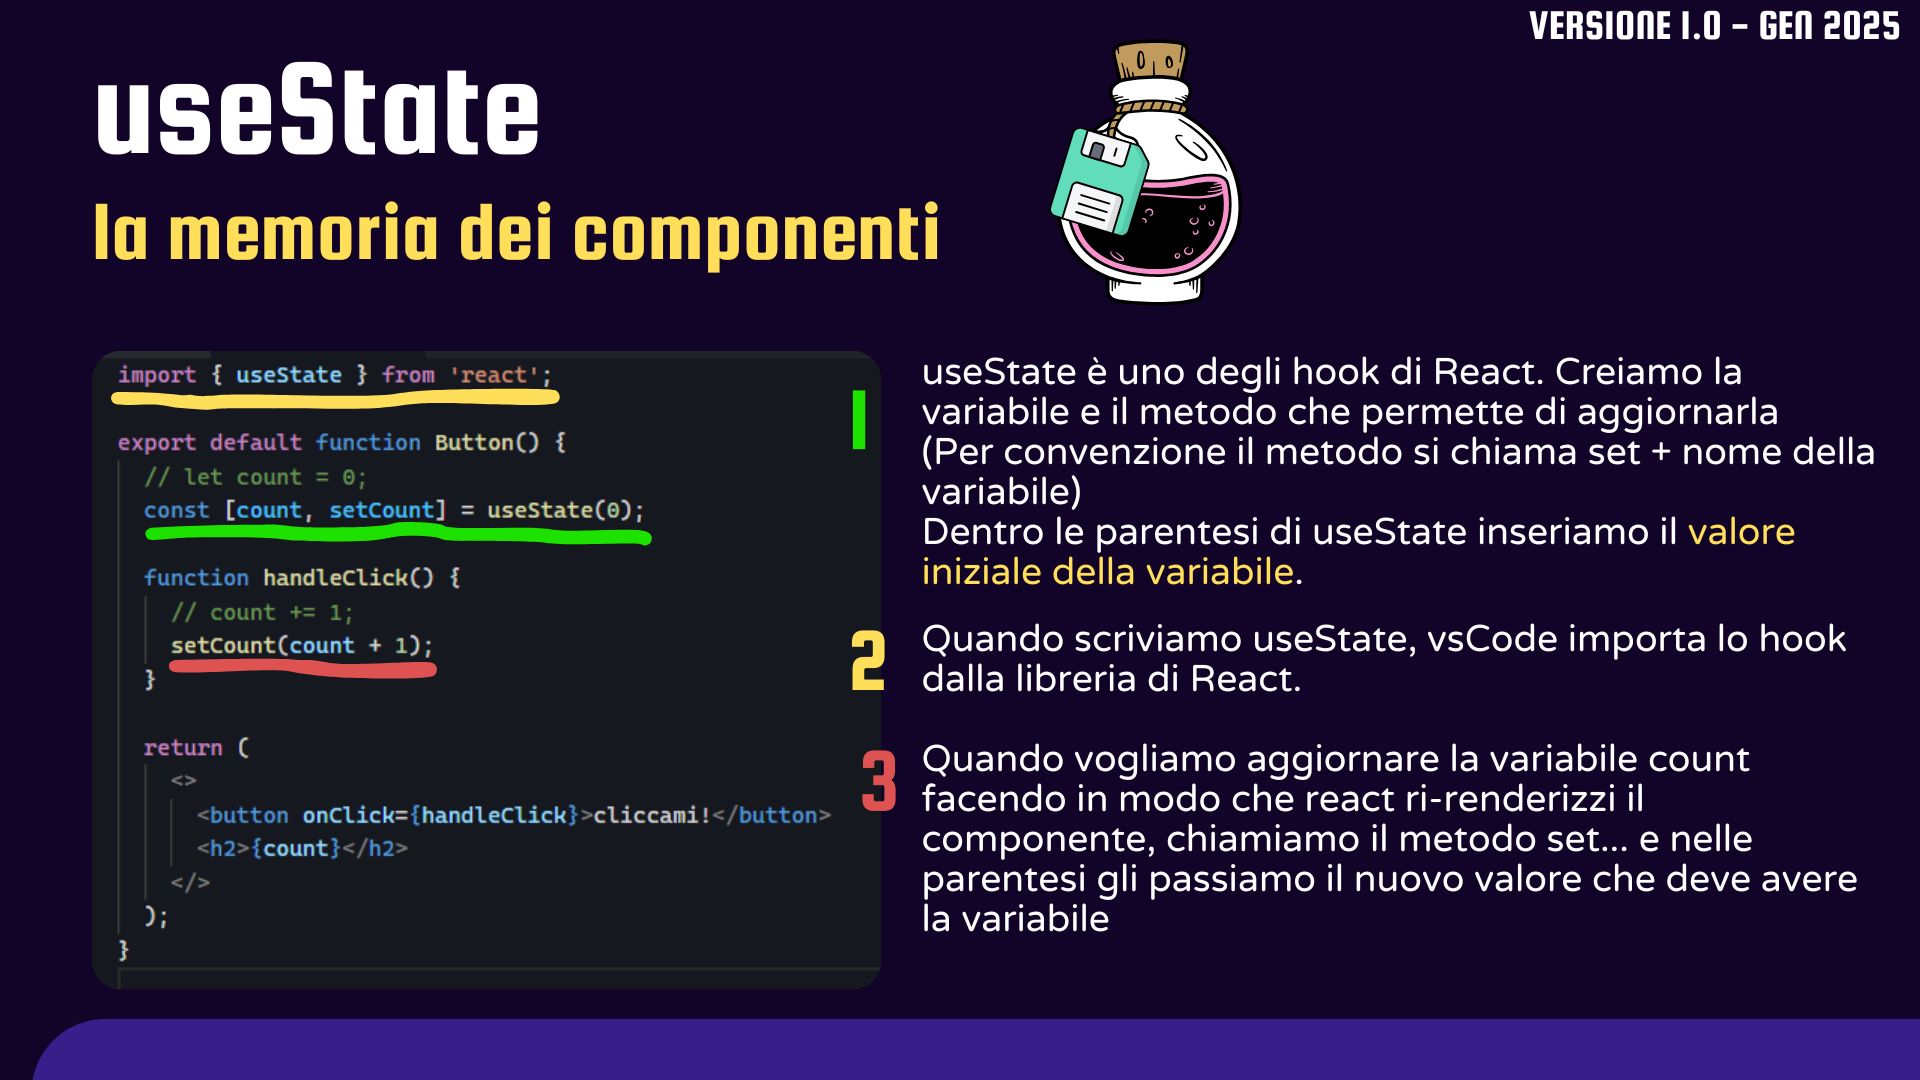 VERSIONE 1.0 - GEN 2025
useState
la memoria dei componenti
import { useState } from 'react';
export default function Button() {
// let count = 0;
const [count, setCount] = useState(0);
function handleClick() {
// count += 1;
setCount(count + 1);
}
return (
<>
<button onClick={handleClick}>cliccami!</button>
<h2>{count}</h2>
</>
);
}
1
useState è uno degli hook di React. Creiamo la
variabile e il metodo che permette di aggiornarla
(Per convenzione il metodo si chiama set + nome della
variabile)
Dentro le parentesi di useState inseriamo il valore
iniziale della variabile.
2
Quando scriviamo useState, vsCode importa lo hook
dalla libreria di React.
3
Quando vogliamo aggiornare la variabile count
facendo in modo che react ri-renderizzi il
componente, chiamiamo il metodo set... e nelle
parentesi gli passiamo il nuovo valore che deve avere
la variabile